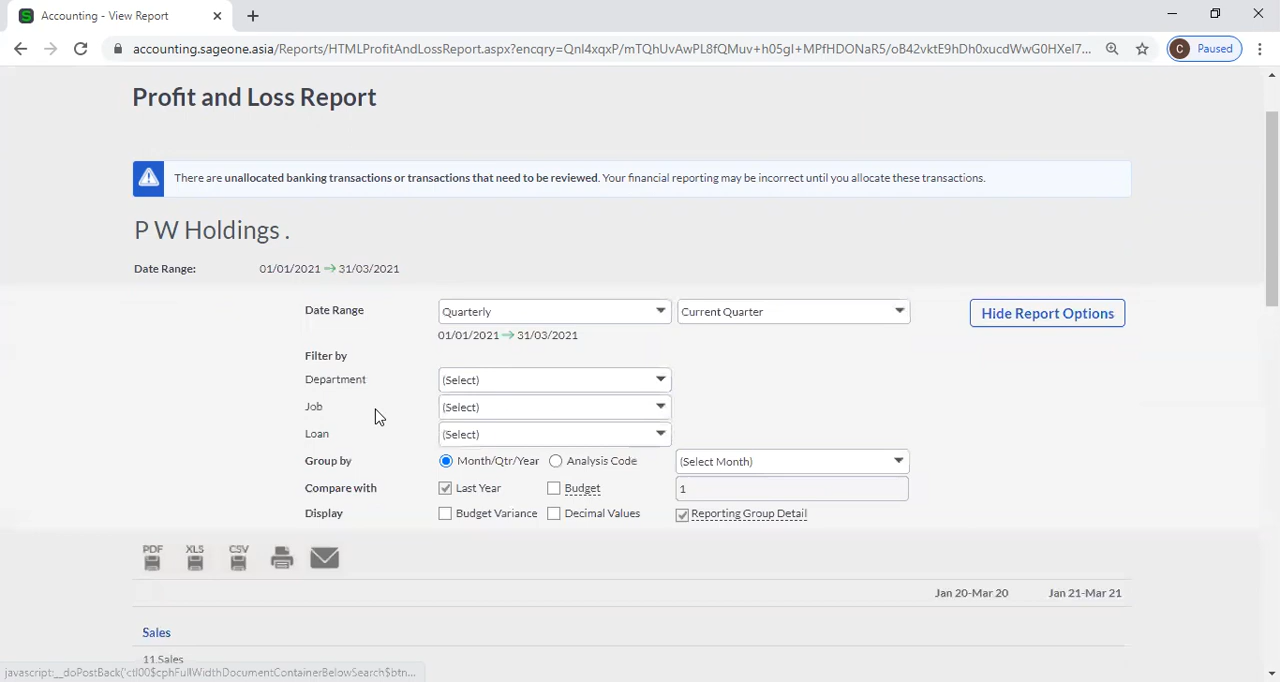 Accounting - View Report
accounting.sageone.asia/Reports/HTMLProfitAndLossReport.aspx?encry=QnI4xqxP/mTQhUvAwPL8fQMuv+h05gI+MPfHDONaR5/oB42vktE9hDh0xucdWwG0HXeI7...
C Paused
Profit and Loss Report
There are unallocated banking transactions or transactions that need to be reviewed. Your financial reporting may be incorrect until you allocate these transactions.
P W Holdings .
Date Range: 01/01/2021 → 31/03/2021
Date Range Quarterly Current Quarter Hide Report Options
01/01/2021 → 31/03/2021
Filter by
Department (Select)
Job (Select)
Loan (Select)
Group by Month/Qtr/Year Analysis Code (Select Month)
Compare with Last Year Budget 1
Display Budget Variance Decimal Values Reporting Group Detail
PDF XLS CSV
Jan 20-Mar 20 Jan 21-Mar 21
Sales
11.Sales
javascript:__doPostBack('ctl00$cphFullWidthDocumentContainerBelowSearch$btn...